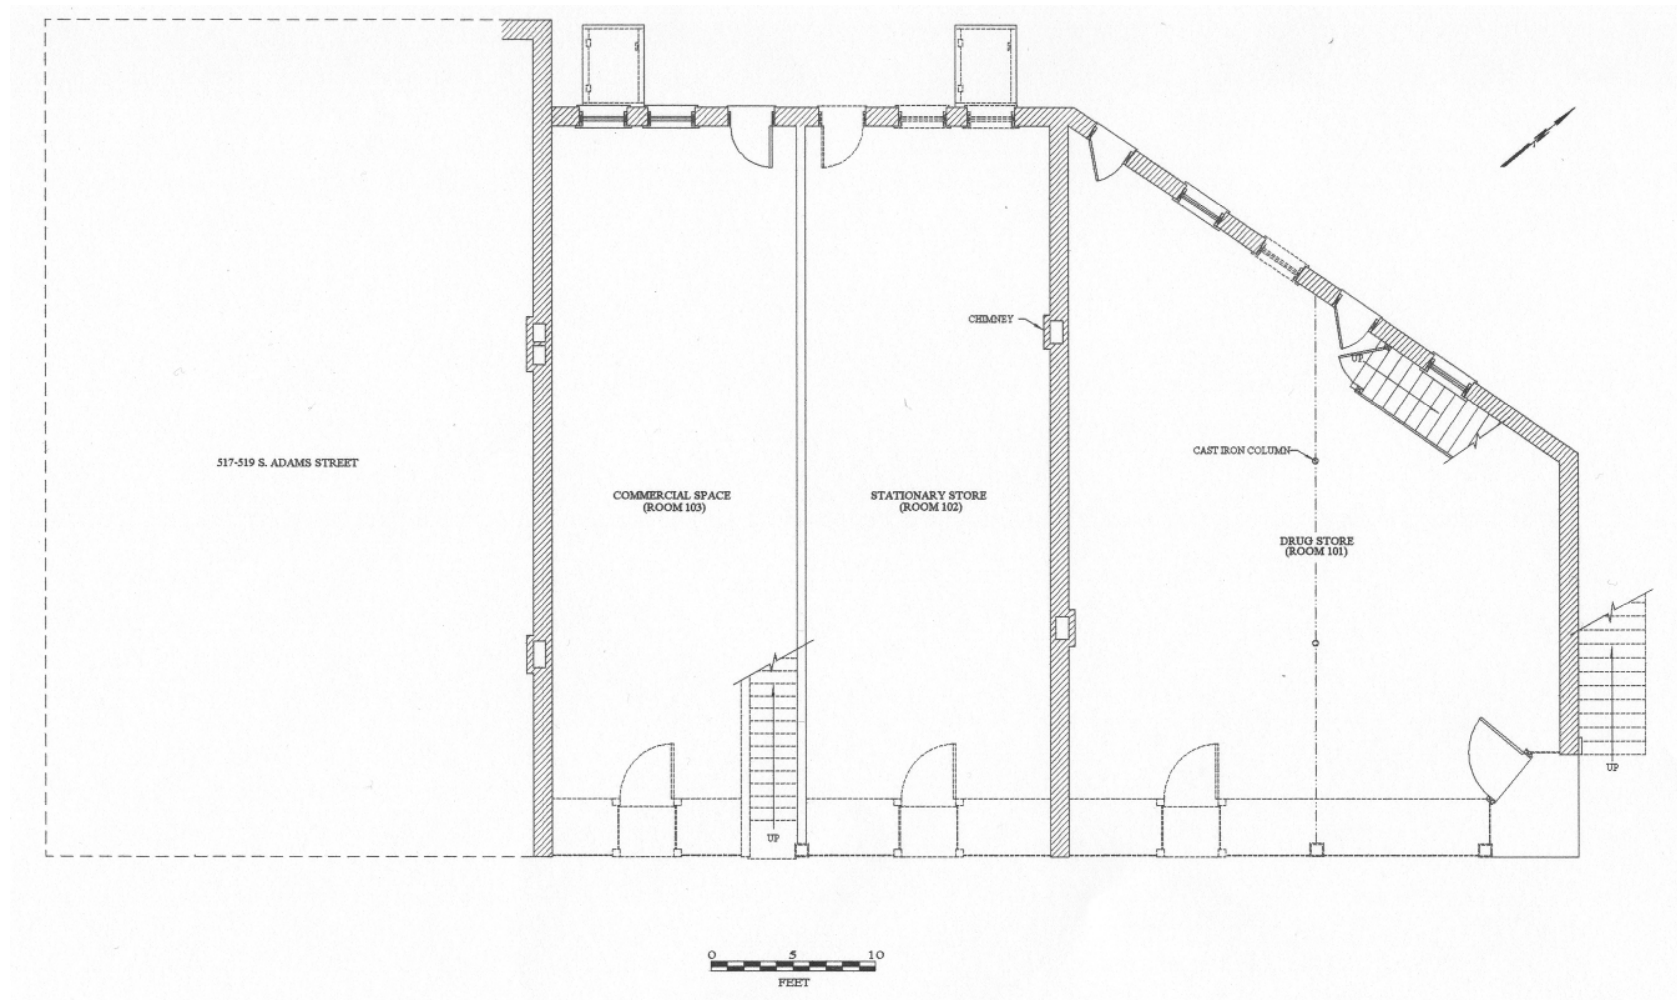 CHIMNEY
UP
CAST IRON COLUMN
517-519 S. ADAMS STREET
COMMERCIAL SPACE
(ROOM 103)
STATIONARY STORE
(ROOM 102)
DRUG STORE
(ROOM 101)
UP
UP
0 5 10
FEET